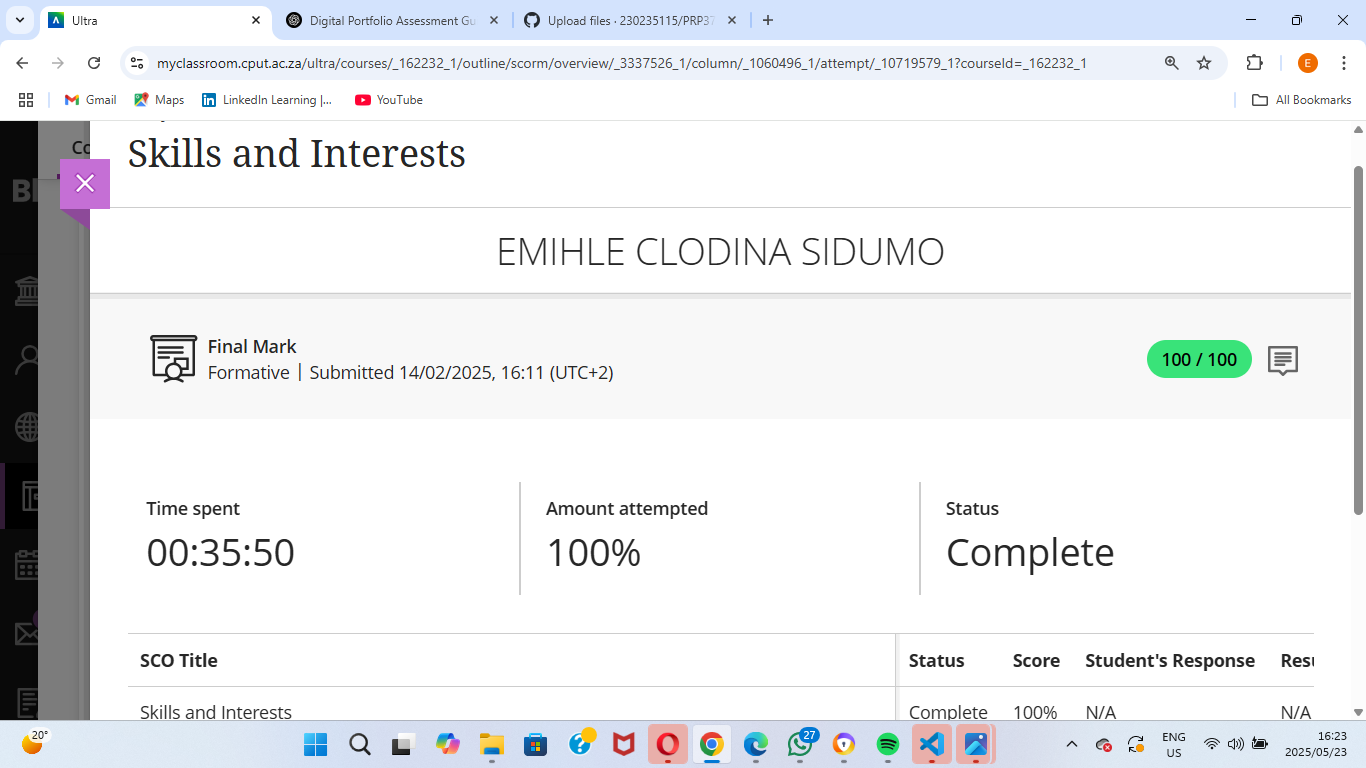 Ultra
Digital Portfolio Assessment Gu
Upload files · 230235115/PRP37
myclassroom.cput.ac.za/ultra/courses/_162232_1/outline/scorm/overview/_3337526_1/column/_1060496_1/attempt/_10719579_1?courseId=_162232_1
E
Gmail
Maps
LinkedIn Learning |...
YouTube
All Bookmarks
Skills and Interests
EMIHLE CLODINA SIDUMO
Final Mark
Formative | Submitted 14/02/2025, 16:11 (UTC+2)
100 / 100
Time spent
00:35:50
Amount attempted
100%
Status
Complete
SCO Title Status Score Student's Response Resu
Skills and Interests Complete 100% N/A N/A
20°
27
ENG
US
16:23
2025/05/23